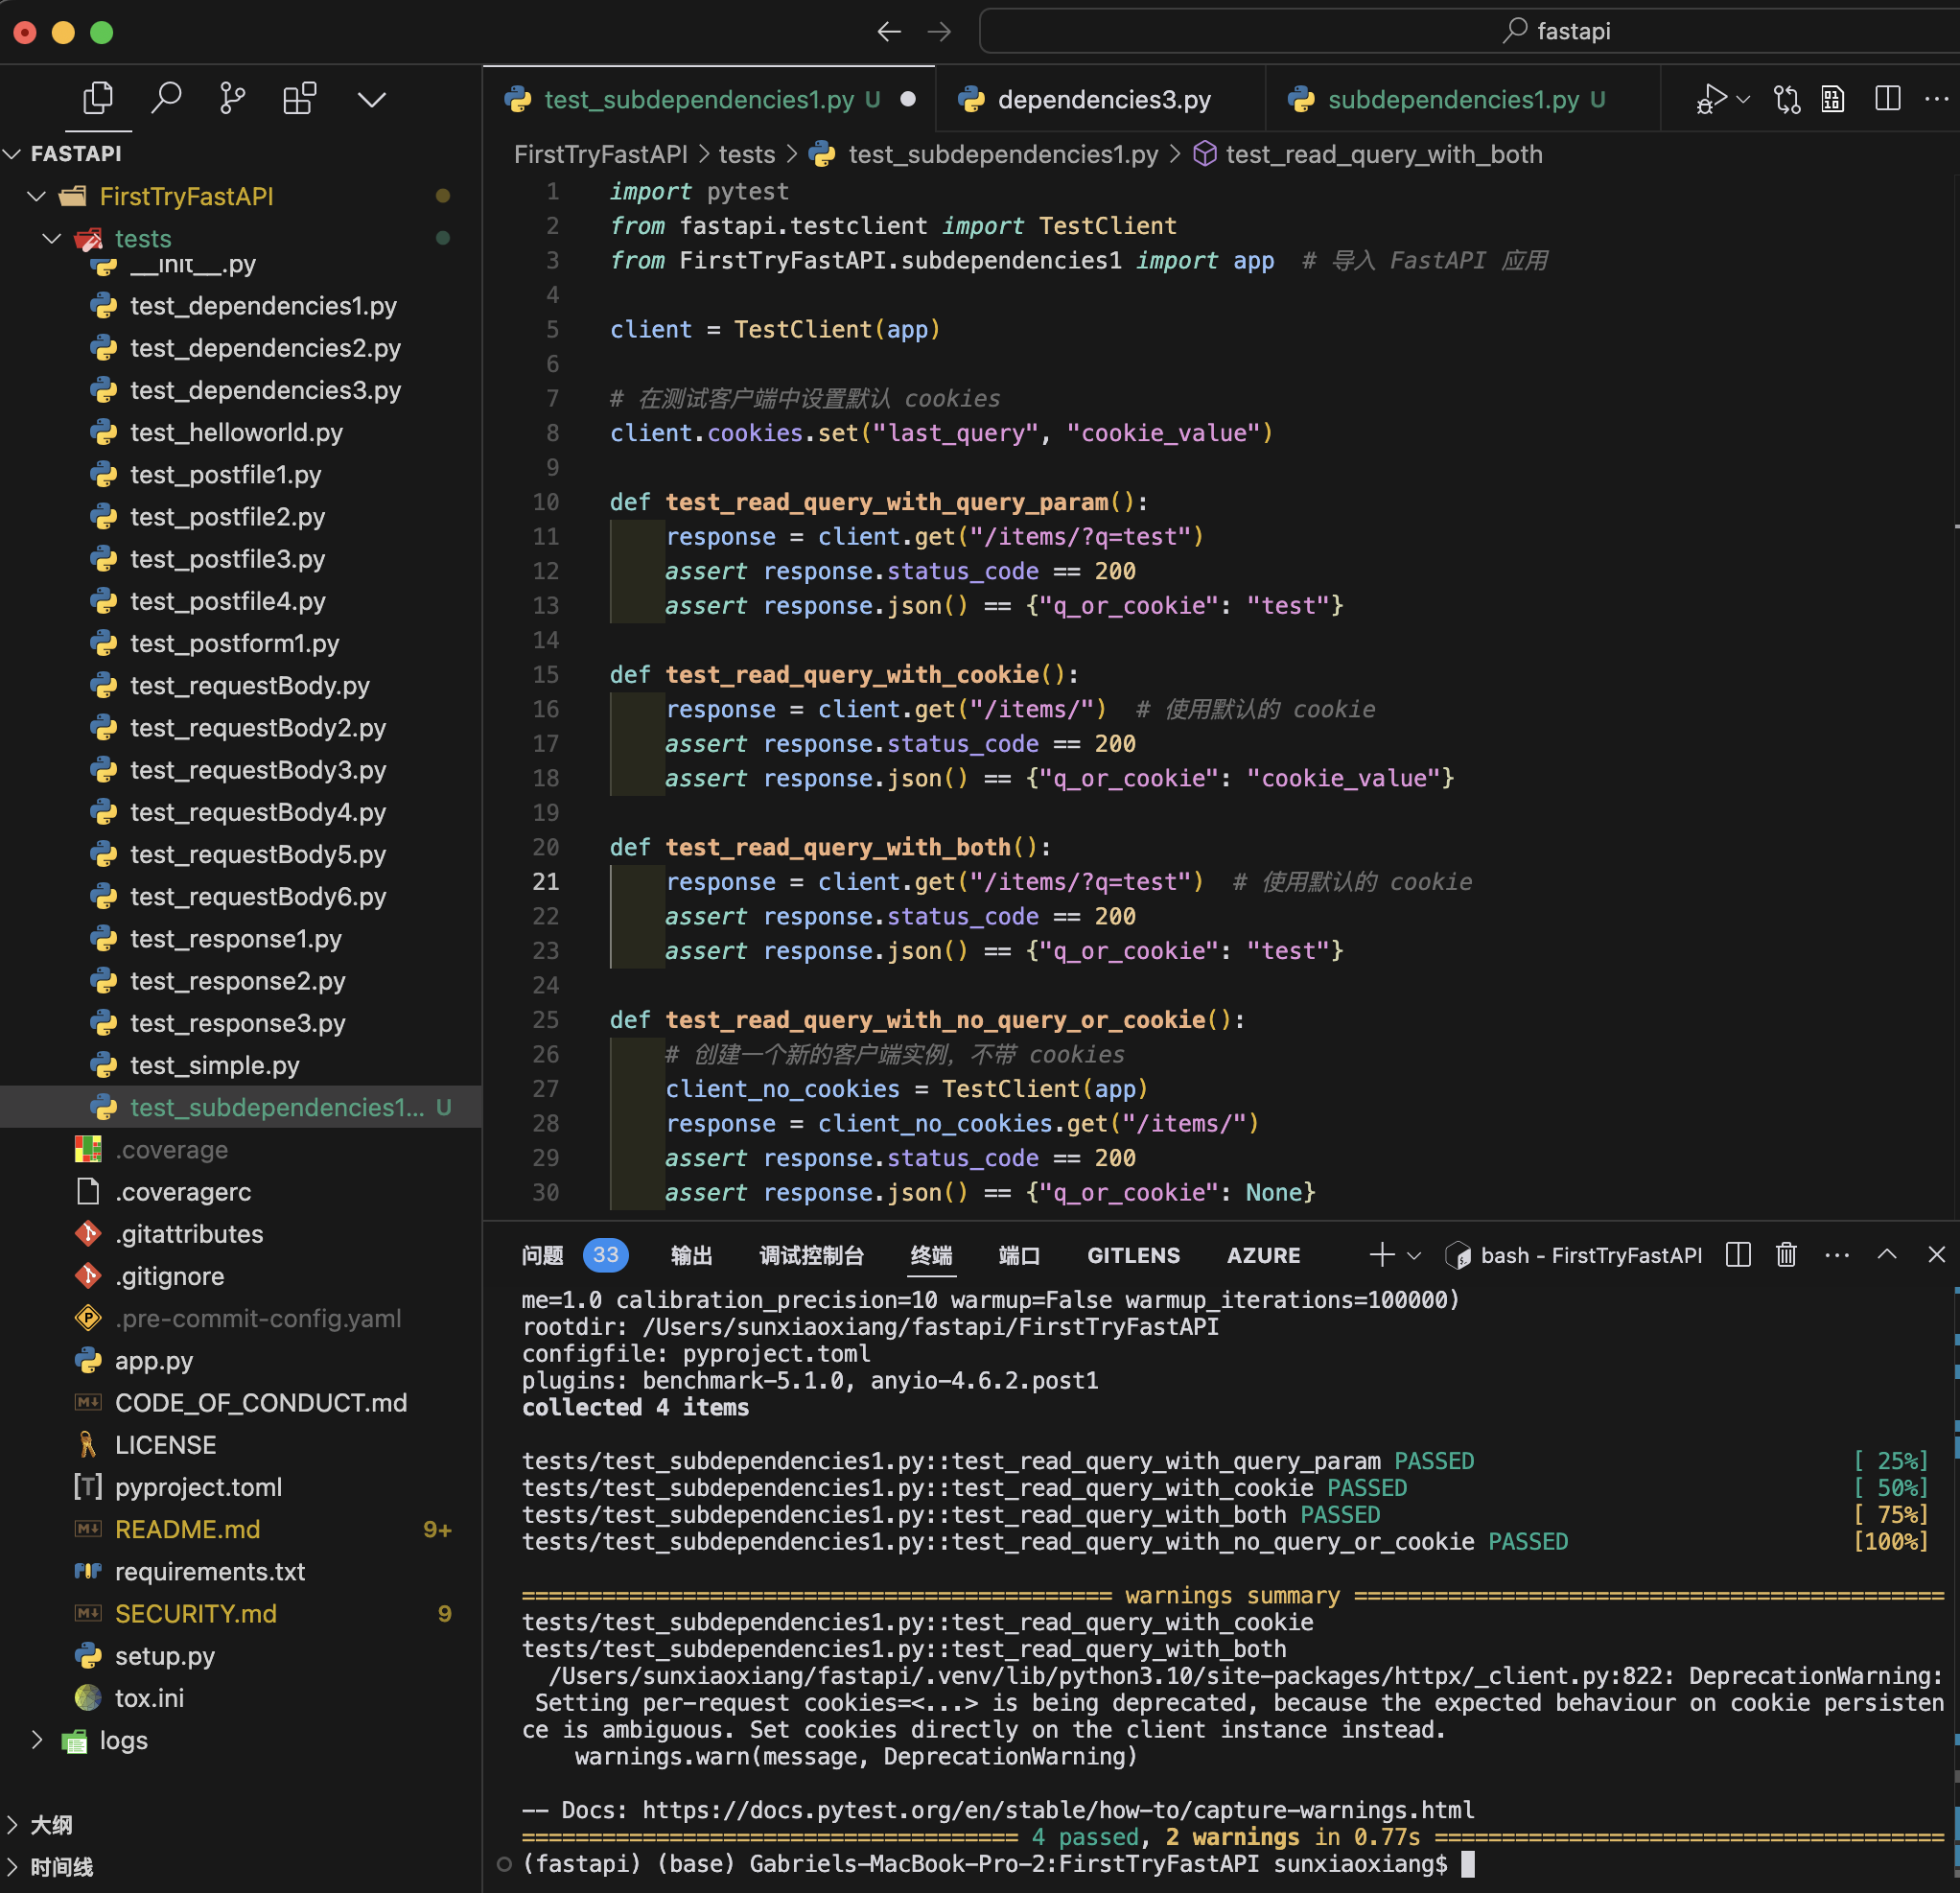 fastapi
test_subdependencies1.py U
dependencies3.py
subdependencies1.py U
FASTAPI
FirstTryFastAPI
tests
__init__.py
test_dependencies1.py
test_dependencies2.py
test_dependencies3.py
test_helloworld.py
test_postfile1.py
test_postfile2.py
test_postfile3.py
test_postfile4.py
test_postform1.py
test_requestBody.py
test_requestBody2.py
test_requestBody3.py
test_requestBody4.py
test_requestBody5.py
test_requestBody6.py
test_response1.py
test_response2.py
test_response3.py
test_simple.py
test_subdependencies1... U
.coverage
.coveragerc
.gitattributes
.gitignore
.pre-commit-config.yaml
app.py
CODE_OF_CONDUCT.md
LICENSE
pyproject.toml
README.md 9+
requirements.txt
SECURITY.md 9
setup.py
tox.ini
logs
大纲
时间线
FirstTryFastAPI > tests > test_subdependencies1.py > test_read_query_with_both
1 import pytest
2 from fastapi.testclient import TestClient
3 from FirstTryFastAPI.subdependencies1 import app  # 导入 FastAPI 应用
4
5 client = TestClient(app)
6
7 # 在测试客户端中设置默认 cookies
8 client.cookies.set("last_query", "cookie_value")
9
10 def test_read_query_with_query_param():
11     response = client.get("/items/?q=test")
12     assert response.status_code == 200
13     assert response.json() == {"q_or_cookie": "test"}
14
15 def test_read_query_with_cookie():
16     response = client.get("/items/")  # 使用默认的 cookie
17     assert response.status_code == 200
18     assert response.json() == {"q_or_cookie": "cookie_value"}
19
20 def test_read_query_with_both():
21     response = client.get("/items/?q=test")  # 使用默认的 cookie
22     assert response.status_code == 200
23     assert response.json() == {"q_or_cookie": "test"}
24
25 def test_read_query_with_no_query_or_cookie():
26     # 创建一个新的客户端实例，不带 cookies
27     client_no_cookies = TestClient(app)
28     response = client_no_cookies.get("/items/")
29     assert response.status_code == 200
30     assert response.json() == {"q_or_cookie": None}
问题 33 输出 调试控制台 终端 端口 GITLENS AZURE bash - FirstTryFastAPI
me=1.0 calibration_precision=10 warmup=False warmup_iterations=100000)
rootdir: /Users/sunxiaoxiang/fastapi/FirstTryFastAPI
configfile: pyproject.toml
plugins: benchmark-5.1.0, anyio-4.6.2.post1
collected 4 items
tests/test_subdependencies1.py::test_read_query_with_query_param PASSED [ 25%]
tests/test_subdependencies1.py::test_read_query_with_cookie PASSED [ 50%]
tests/test_subdependencies1.py::test_read_query_with_both PASSED [ 75%]
tests/test_subdependencies1.py::test_read_query_with_no_query_or_cookie PASSED [100%]
============================================ warnings summary ============================================
tests/test_subdependencies1.py::test_read_query_with_cookie
tests/test_subdependencies1.py::test_read_query_with_both
  /Users/sunxiaoxiang/fastapi/.venv/lib/python3.10/site-packages/httpx/_client.py:822: DeprecationWarning:
 Setting per-request cookies=<...> is being deprecated, because the expected behaviour on cookie persisten
ce is ambiguous. Set cookies directly on the client instance instead.
    warnings.warn(message, DeprecationWarning)
-- Docs: https://docs.pytest.org/en/stable/how-to/capture-warnings.html
===================================== 4 passed, 2 warnings in 0.77s ======================================
(fastapi) (base) Gabriels-MacBook-Pro-2:FirstTryFastAPI sunxiaoxiang$